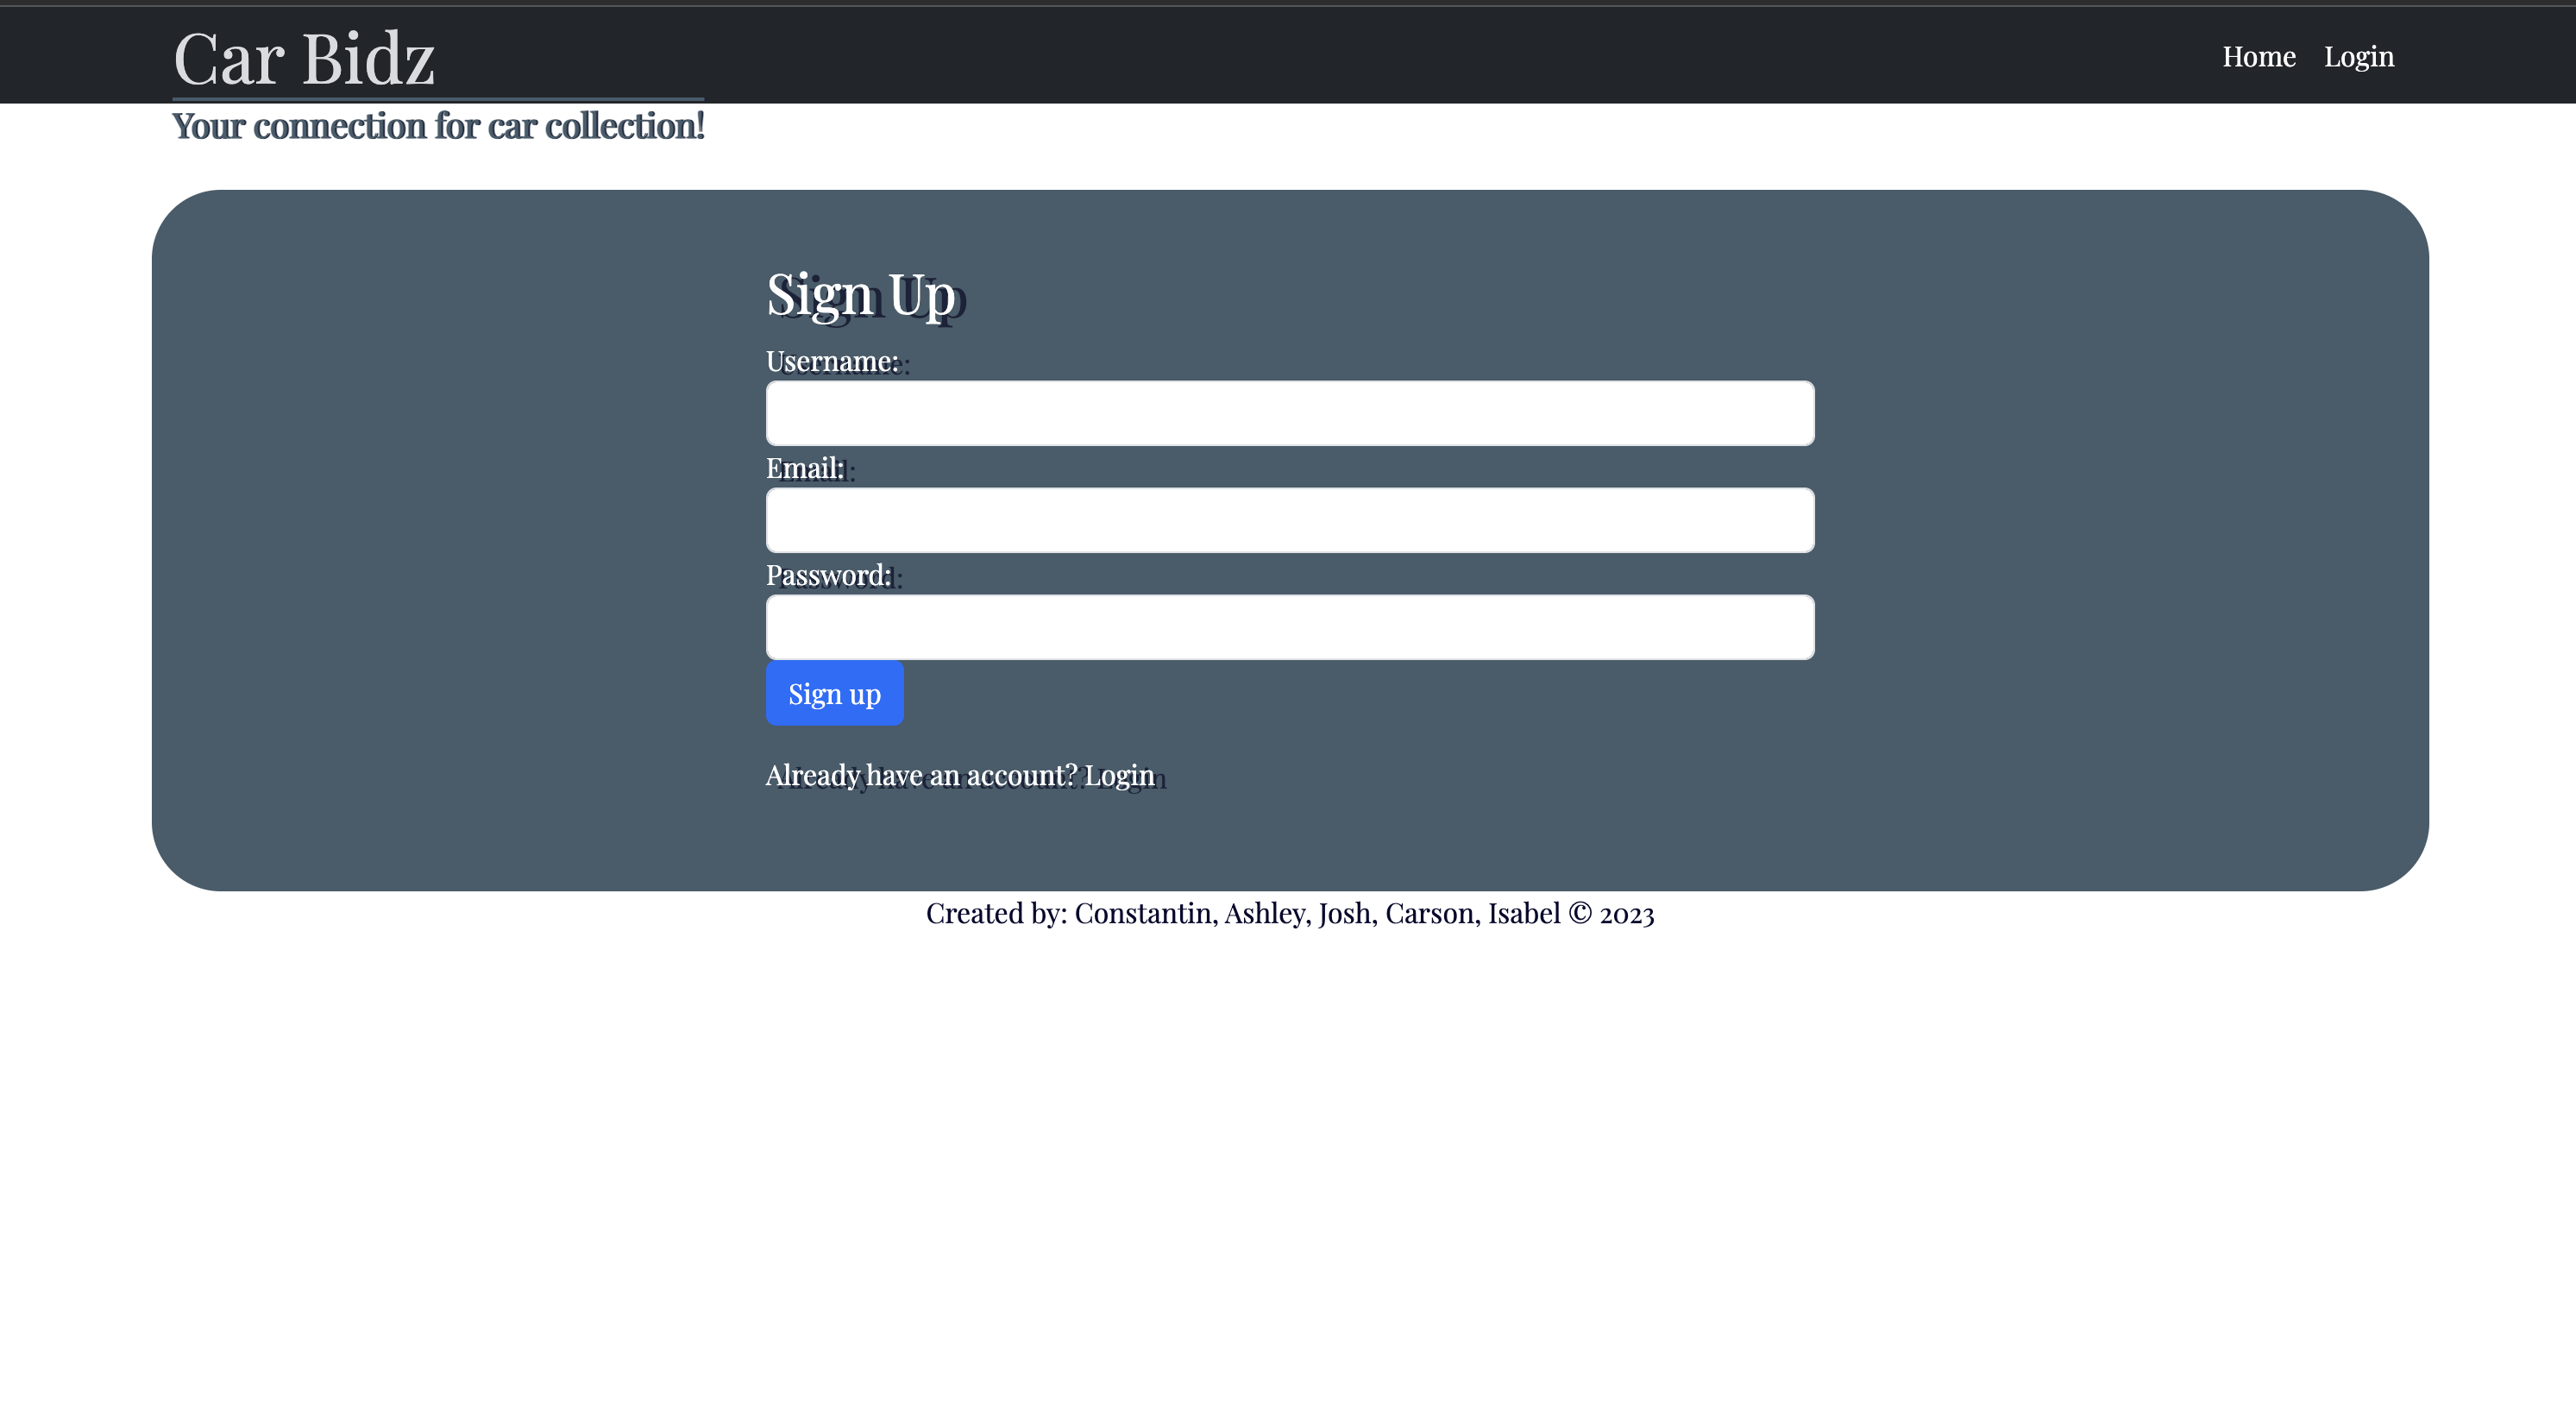 Car Bidz
Home Login
Your connection for car collection!
Sign Up
Username:
Email:
Password:
Sign up
Already have an account? Login
Created by: Constantin, Ashley, Josh, Carson, Isabel © 2023